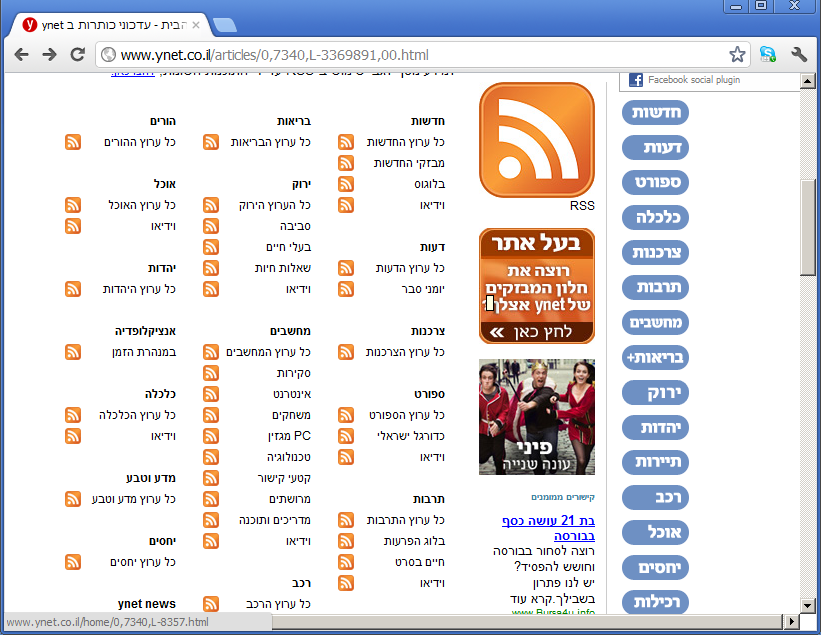 הבית - עדכוני כותרות ב ynet
www.ynet.co.il/articles/0,7340,L-3369891,00.html
Facebook social plugin
חדשות
דעות
ספורט
כלכלה
צרכנות
תרבות
מחשבים
בריאות+
ירוק
יהדות
תיירות
רכב
אוכל
יחסים
רכילות
RSS
בעל אתר
רוצה את
חלון המבזקים
של ynet אצלך?
לחץ כאן
פיני
עונה שנייה
קישורים ממומנים
בת 21 עושה כסף
בבורסה
רוצה לסחור בבורסה
וחושש להפסיד?
יש לנו פתרון
בשבילך.קרא עוד
www.Bursa4u.info
חדשות
כל ערוץ החדשות
מבזקי החדשות
בלוגוס
וידיאו
דעות
כל ערוץ הדעות
יומני סבר
צרכנות
כל ערוץ הצרכנות
ספורט
כל ערוץ הספורט
כדורגל ישראלי
וידיאו
תרבות
כל ערוץ התרבות
בלוג הפרעות
חיים בסרט
וידיאו
בריאות
כל ערוץ הבריאות
ירוק
כל הערוץ הירוק
סביבה
בעלי חיים
שאלות חיות
וידיאו
מחשבים
כל ערוץ המחשבים
סקירות
אינטרנט
משחקים
PC מגזין
טכנולוגיה
קטעי קישור
מרושתים
מדריכים ותוכנה
וידיאו
רכב
כל ערוץ הרכב
הורים
כל ערוץ ההורים
אוכל
כל ערוץ האוכל
וידיאו
יהדות
כל ערוץ היהדות
אנציקלופדיה
במנהרת הזמן
כלכלה
כל ערוץ הכלכלה
וידיאו
מדע וטבע
כל ערוץ מדע וטבע
יחסים
כל ערוץ יחסים
ynet news
www.ynet.co.il/home/0,7340,L-8357.html